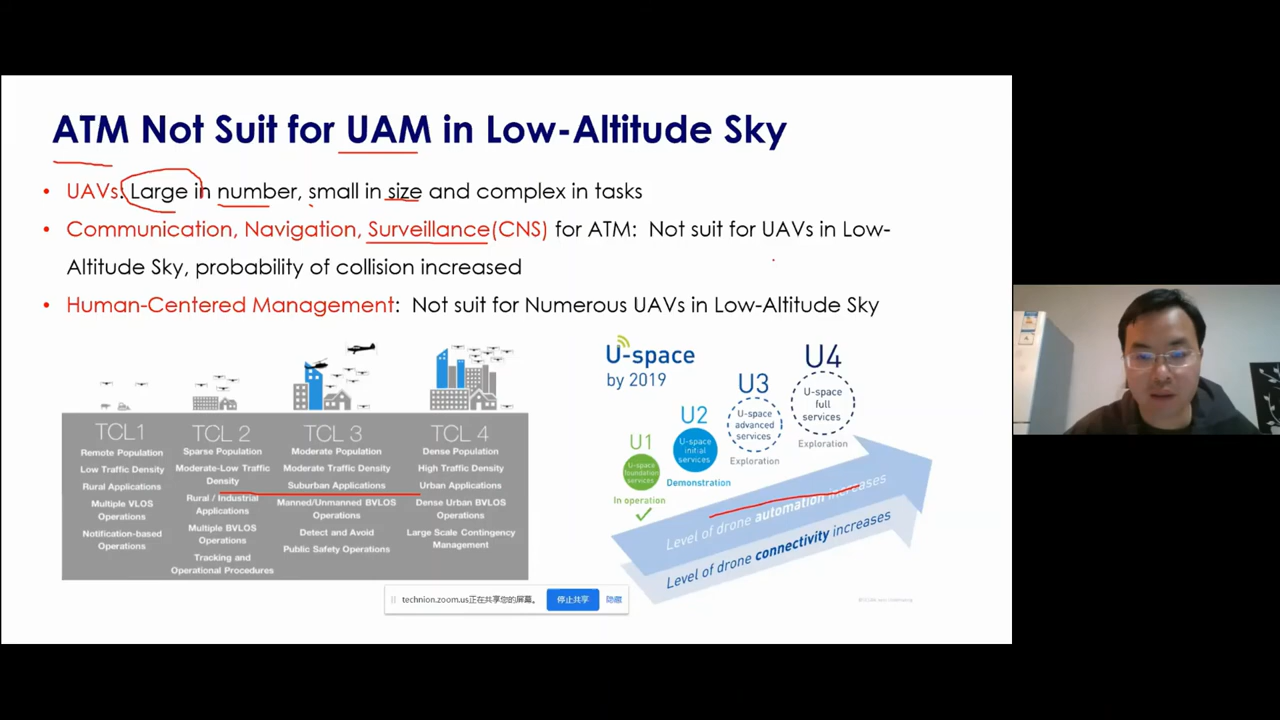 ATM Not Suit for UAM in Low-Altitude Sky
• UAVs: Large in number, small in size and complex in tasks
• Communication, Navigation, Surveillance(CNS) for ATM: Not suit for UAVs in Low-
Altitude Sky, probability of collision increased
• Human-Centered Management: Not suit for Numerous UAVs in Low-Altitude Sky
TCL1
Remote Population
Low Traffic Density
Rural Applications
Multiple VLOS
Operations
Notification-based
Operations
TCL 2
Sparse Population
Moderate-Low Traffic
Density
Rural / Industrial
Applications
Multiple BVLOS
Operations
Tracking and
Operational Procedures
TCL 3
Moderate Population
Moderate Traffic Density
Suburban Applications
Manned/Unmanned BVLOS
Operations
Detect and Avoid
Public Safety Operations
TCL 4
Dense Population
High Traffic Density
Urban Applications
Dense Urban BVLOS
Operations
Large Scale Contingency
Management
U-space
by 2019
U1
U-space
foundation
services
In operation
U2
U-space
initial
services
Demonstration
U3
U-space
advanced
services
Exploration
U4
U-space
full
services
Exploration
Level of drone automation increases
Level of drone connectivity increases
technion.zoom.us正在共享您的屏幕。 停止共享 隐藏